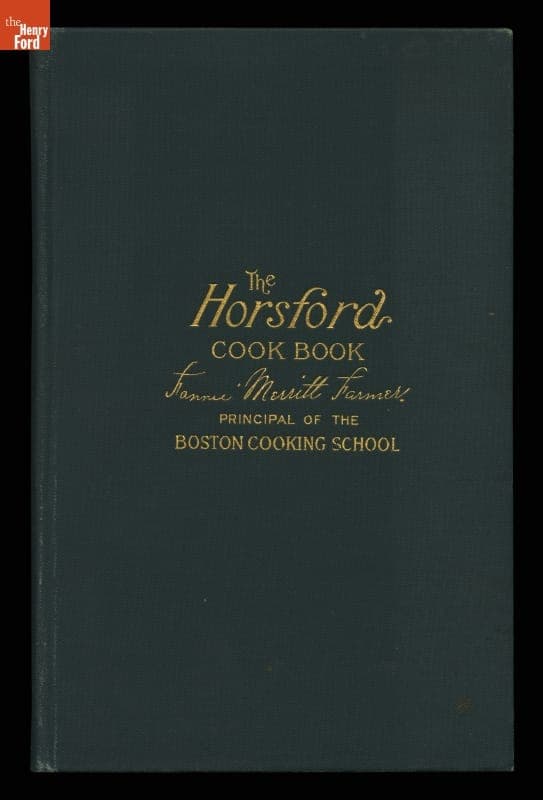 the
Henry
Ford
The
Horsford
COOK BOOK
Fannie Merritt Farmer.
PRINCIPAL OF THE
BOSTON COOKING SCHOOL